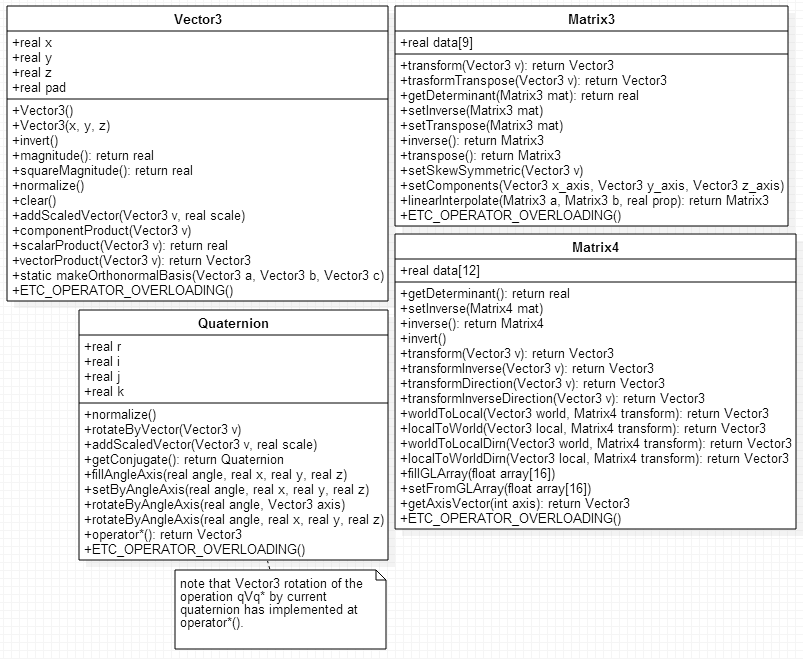 Vector3
+real x
+real y
+real z
+real pad
+Vector3()
+Vector3(x, y, z)
+invert()
+magnitude(): return real
+squareMagnitude(): return real
+normalize()
+clear()
+addScaledVector(Vector3 v, real scale)
+componentProduct(Vector3 v)
+scalarProduct(Vector3 v): return real
+vectorProduct(Vector3 v): return Vector3
+static makeOrthonormalBasis(Vector3 a, Vector3 b, Vector3 c)
+ETC_OPERATOR_OVERLOADING()
Matrix3
+real data[9]
+transform(Vector3 v): return Vector3
+trasformTranspose(Vector3 v): return Vector3
+getDeterminant(Matrix3 mat): return real
+setInverse(Matrix3 mat)
+setTranspose(Matrix3 mat)
+inverse(): return Matrix3
+transpose(): return Matrix3
+setSkewSymmetric(Vector3 v)
+setComponents(Vector3 x_axis, Vector3 y_axis, Vector3 z_axis)
+linearInterpolate(Matrix3 a, Matrix3 b, real prop): return Matrix3
+ETC_OPERATOR_OVERLOADING()
Matrix4
+real data[12]
+getDeterminant(): return real
+setInverse(Matrix4 mat)
+inverse(): return Matrix4
+invert()
+transform(Vector3 v): return Vector3
+transformInverse(Vector3 v): return Vector3
+transformDirection(Vector3 v): return Vector3
+transformInverseDirection(Vector3 v): return Vector3
+worldToLocal(Vector3 world, Matrix4 transform): return Vector3
+localToWorld(Vector3 local, Matrix4 transform): return Vector3
+worldToLocalDirn(Vector3 world, Matrix4 transform): return Vector3
+localToWorldDirn(Vector3 local, Matrix4 transform): return Vector3
+fillGLArray(float array[16])
+setFromGLArray(float array[16])
+getAxisVector(int axis): return Vector3
+ETC_OPERATOR_OVERLOADING()
Quaternion
+real r
+real i
+real j
+real k
+normalize()
+rotateByVector(Vector3 v)
+addScaledVector(Vector3 v, real scale)
+getConjugate(): return Quaternion
+fillAngleAxis(real angle, real x, real y, real z)
+setByAngleAxis(real angle, real x, real y, real z)
+rotateByAngleAxis(real angle, Vector3 axis)
+rotateByAngleAxis(real angle, real x, real y, real z)
+operator*(): return Vector3
+ETC_OPERATOR_OVERLOADING()
note that Vector3 rotation of the
operation qVq* by current
quaternion has implemented at
operator*().